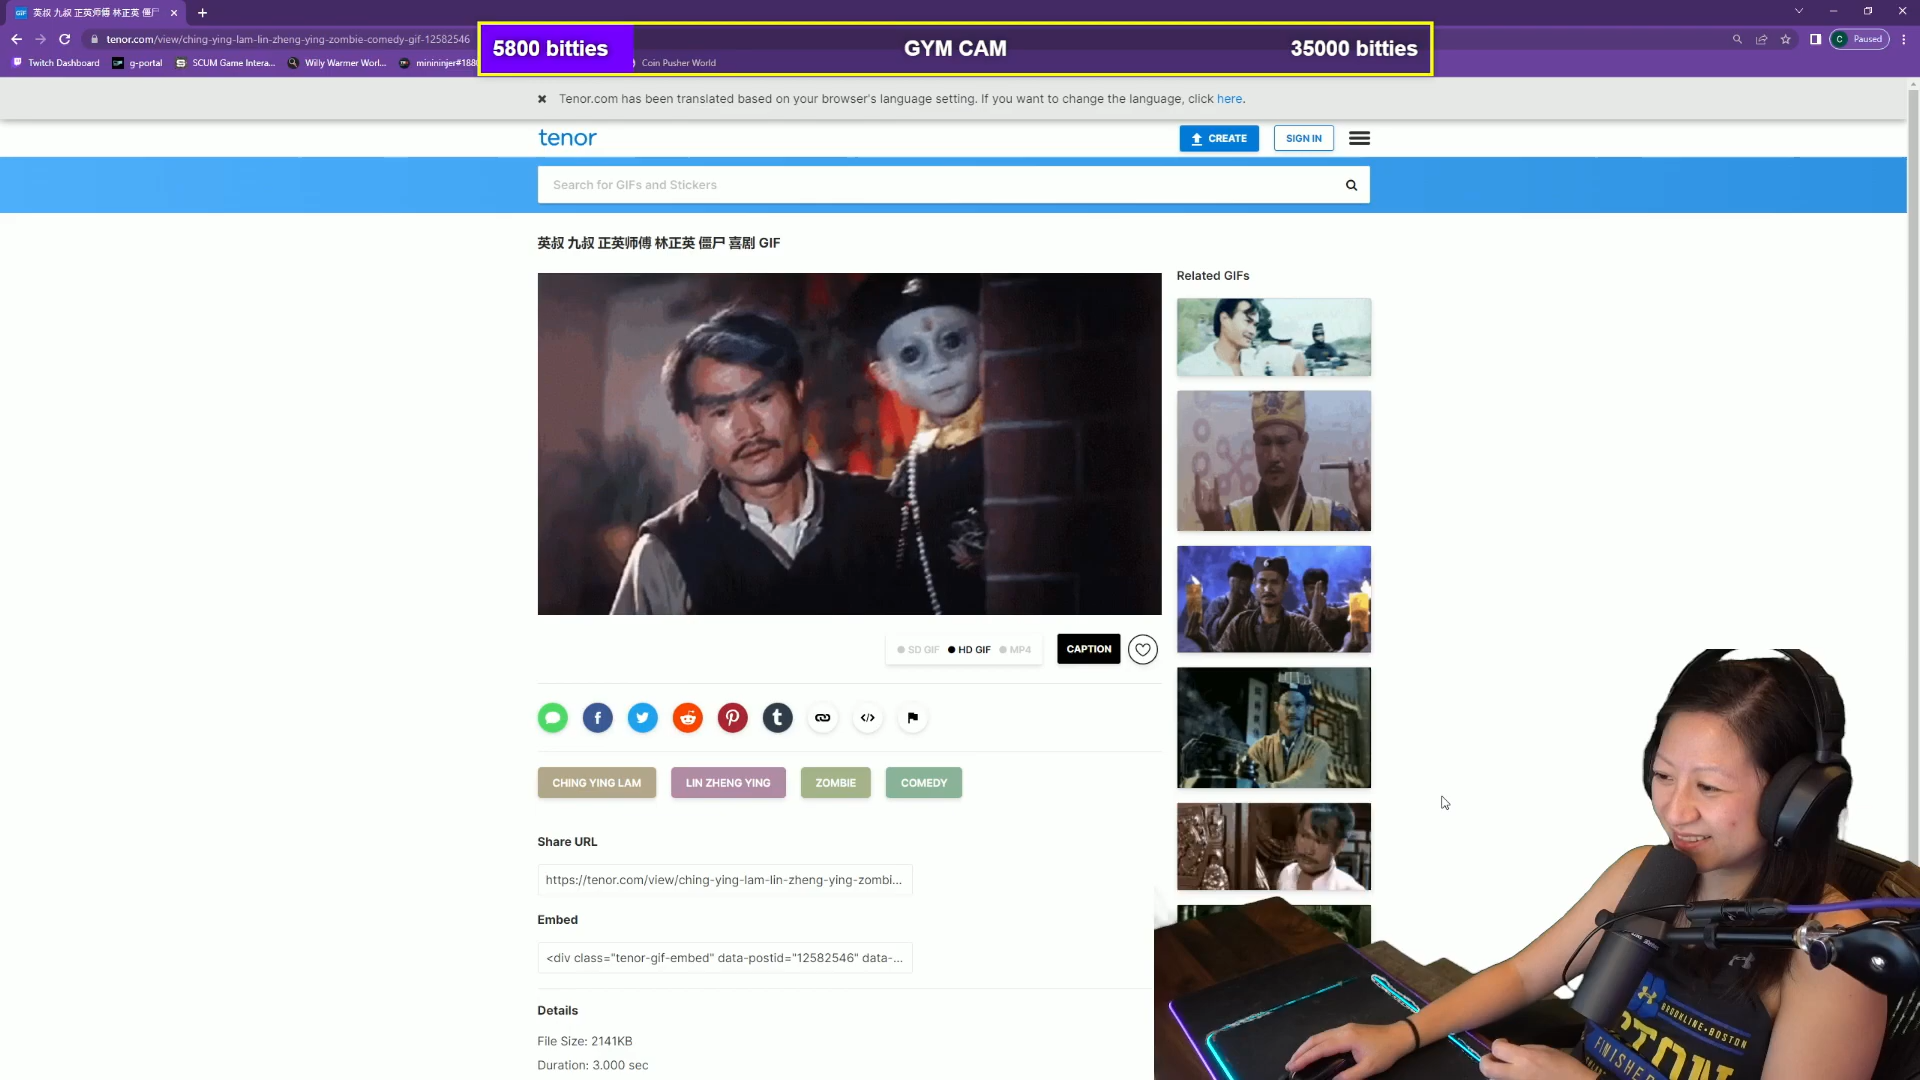 英叔 九叔 正英师傅 林正英 僵尸
tenor.com/view/ching-ying-lam-lin-zheng-ying-zombie-comedy-gif-12582546
Paused
Twitch Dashboard
g-portal
SCUM Game Intera...
Willy Warmer Worl...
Coin Pusher World
5800 bitties
GYM CAM
35000 bitties
Tenor.com has been translated based on your browser's language setting. If you want to change the language, click here.
tenor
CREATE
SIGN IN
Search for GIFs and Stickers
英叔 九叔 正英师傅 林正英 僵尸 喜剧 GIF
Related GIFs
SD GIF
HD GIF
MP4
CAPTION
CHING YING LAM
LIN ZHENG YING
ZOMBIE
COMEDY
Share URL
https://tenor.com/view/ching-ying-lam-lin-zheng-ying-zombi...
Embed
<div class="tenor-gif-embed" data-postid="12582546" data-...
Details
File Size: 2141KB
Duration: 3.000 sec
BROOKLINE•BOSTON
FINISHER